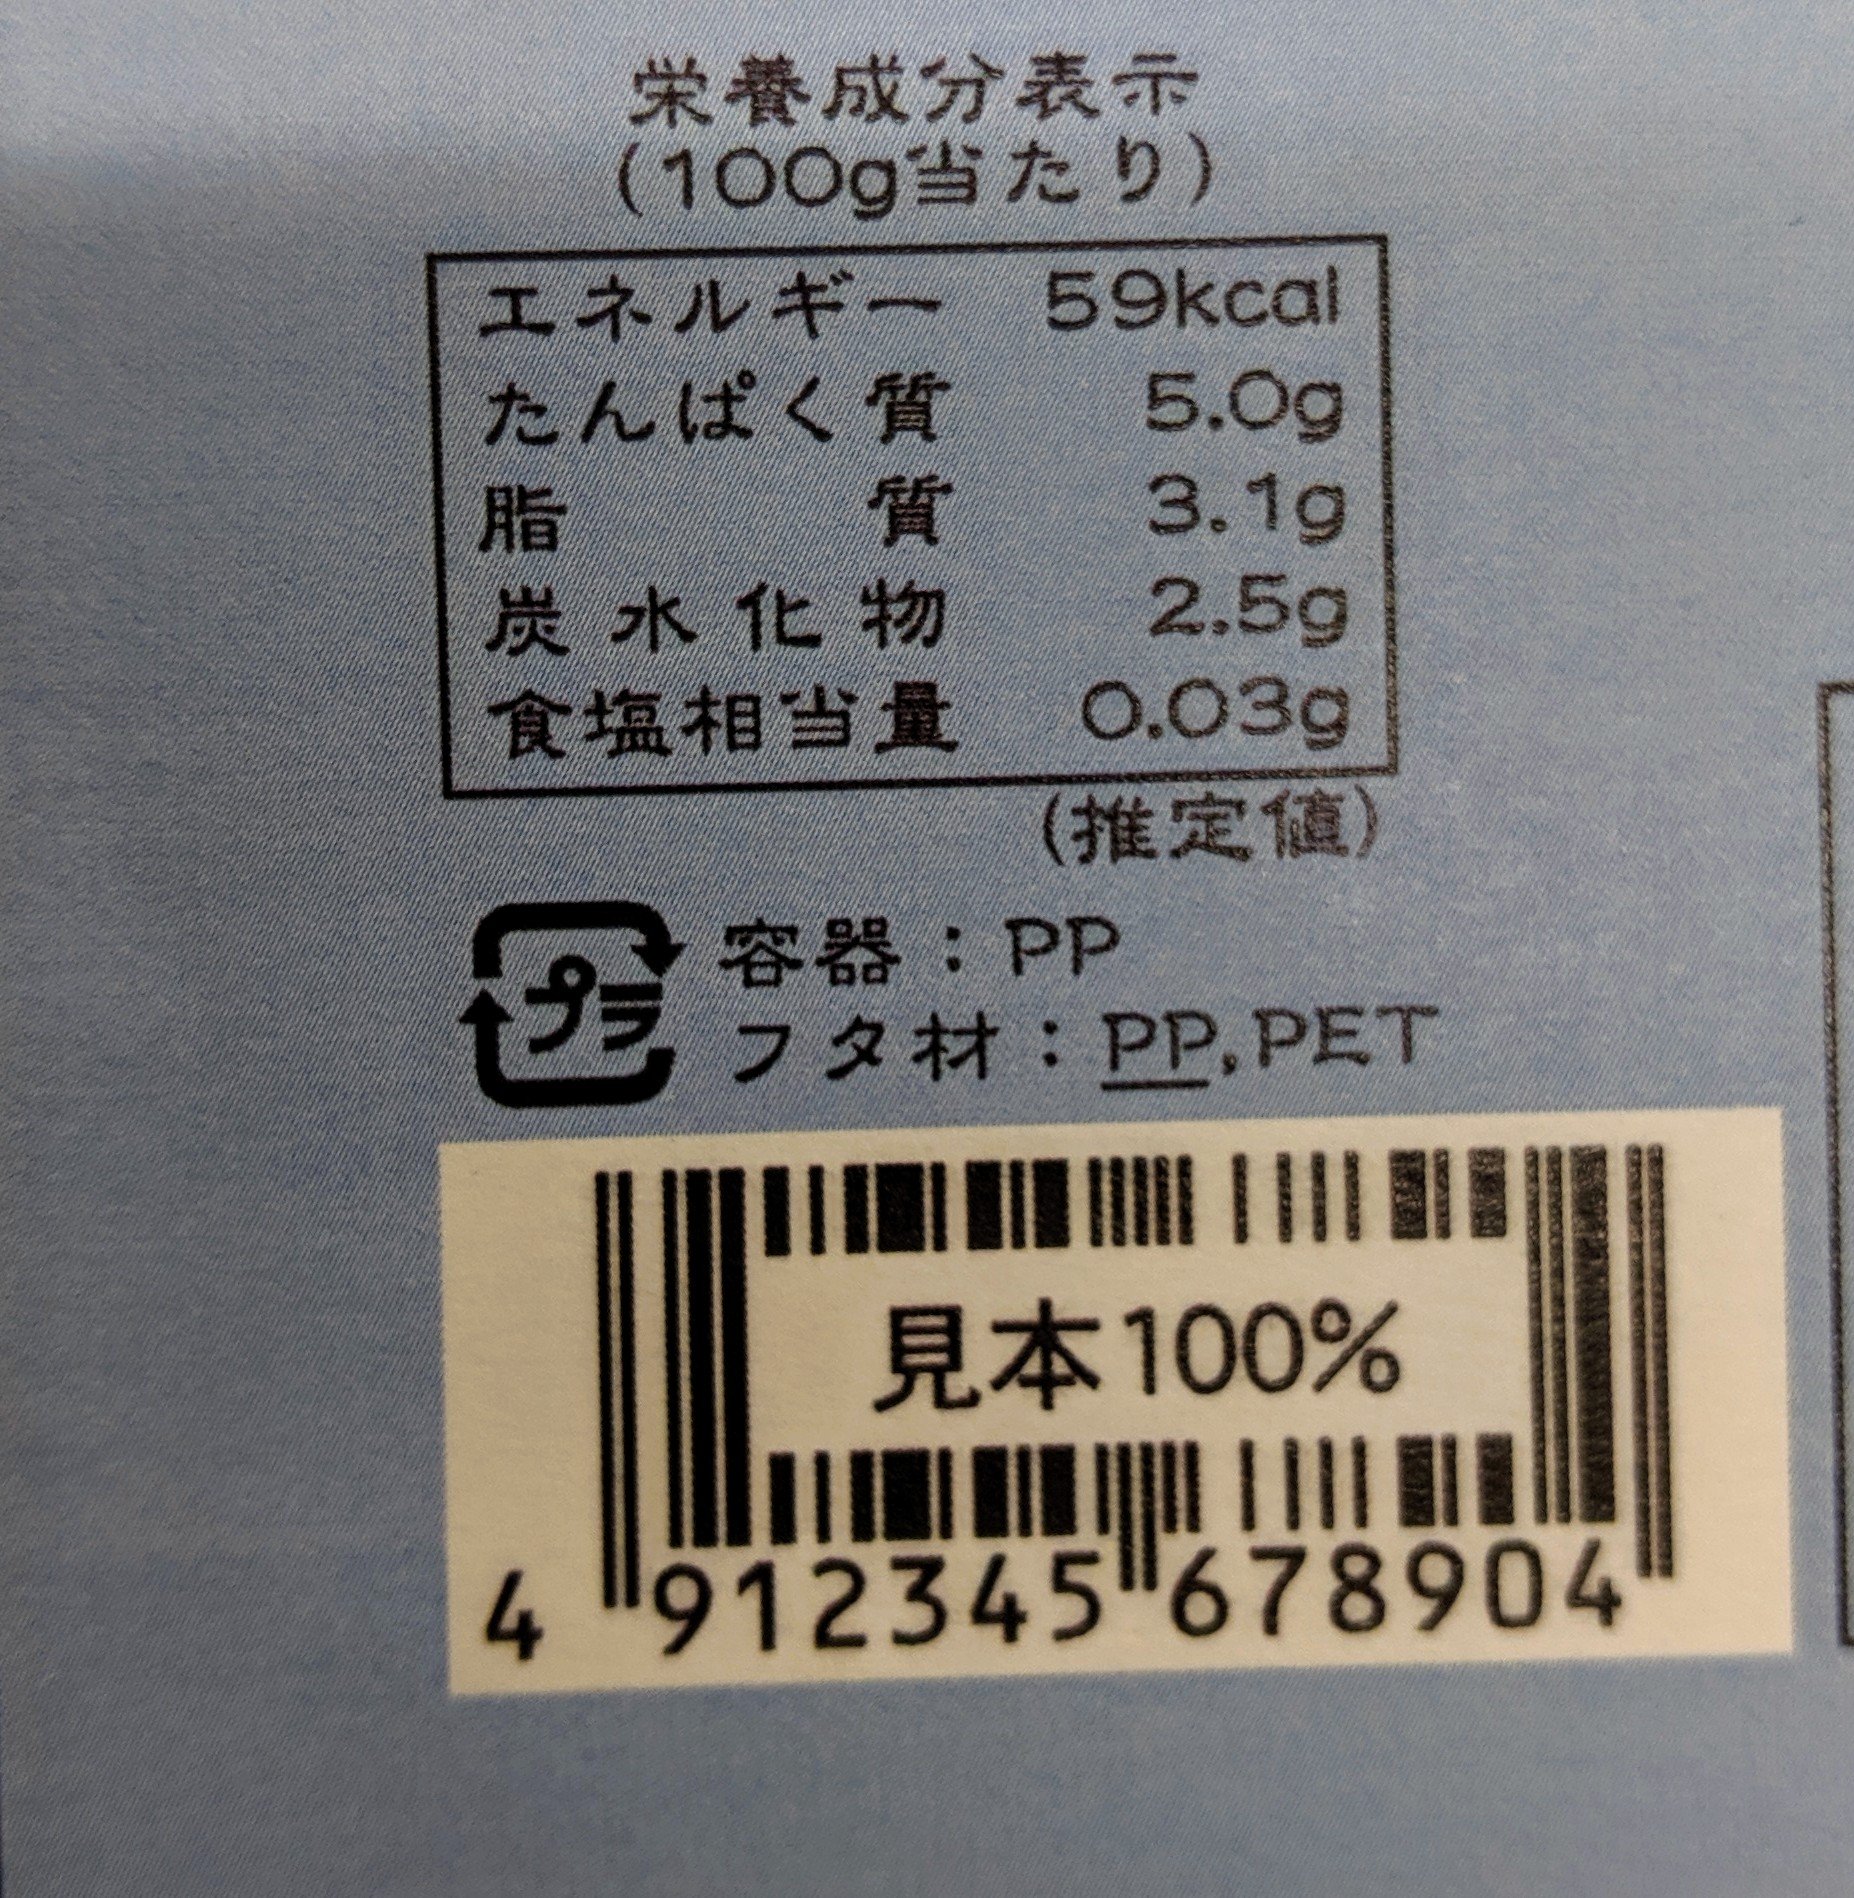 栄養成分表示
(100g当たり)
エネルギー 59kcal
たんぱく質 5.0g
脂質 3.1g
炭水化物 2.5g
食塩相当量 0.03g
(推定値)
プラ
容器：PP
フタ材：PP,PET
見本100%
4 912345 678904